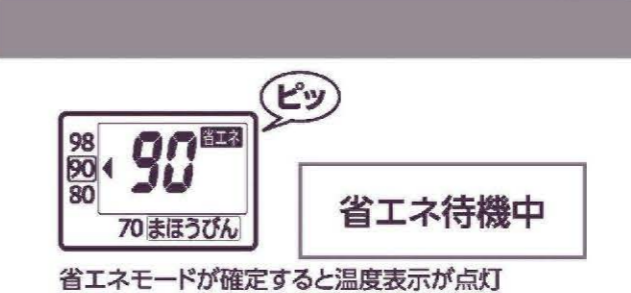 ピッ
98
90
80
90 省エネ
70 まほうびん
省エネ待機中
省エネモードが確定すると温度表示が点灯